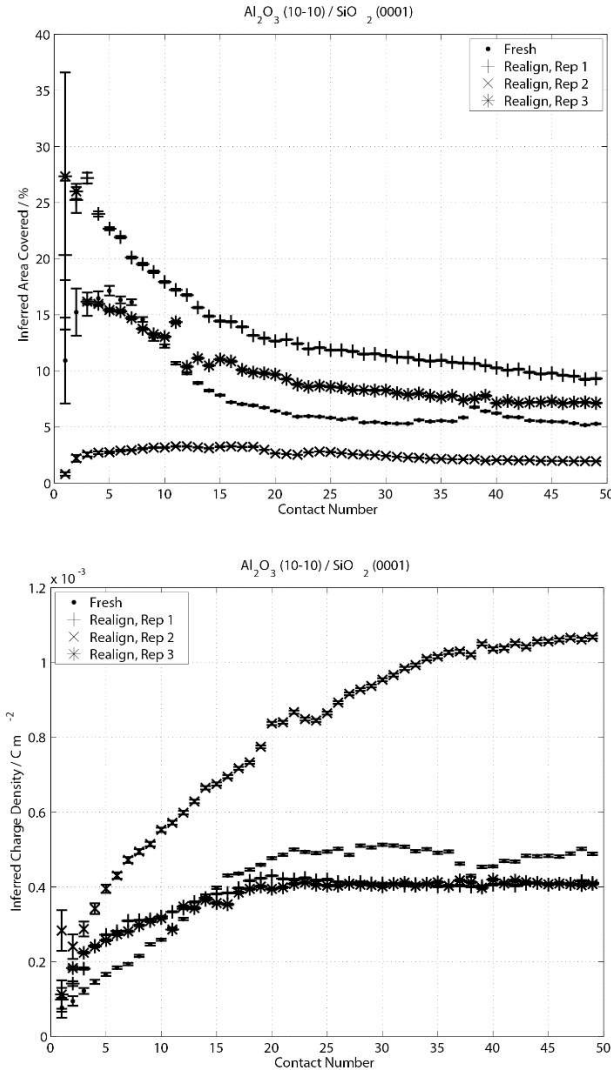 Al2O3 (10-10) / SiO 2 (0001)
40
35
30
25
20
15
10
5
0
Inferred Area Covered / %
Fresh
Realign, Rep 1
Realign, Rep 2
Realign, Rep 3
0 5 10 15 20 25 30 35 40 45 50
Contact Number
Al2O3 (10-10) / SiO 2 (0001)
x 10 -3
1.2
1
0.8
0.6
0.4
0.2
0
Inferred Charge Density / C m -2
Fresh
Realign, Rep 1
Realign, Rep 2
Realign, Rep 3
0 5 10 15 20 25 30 35 40 45 50
Contact Number